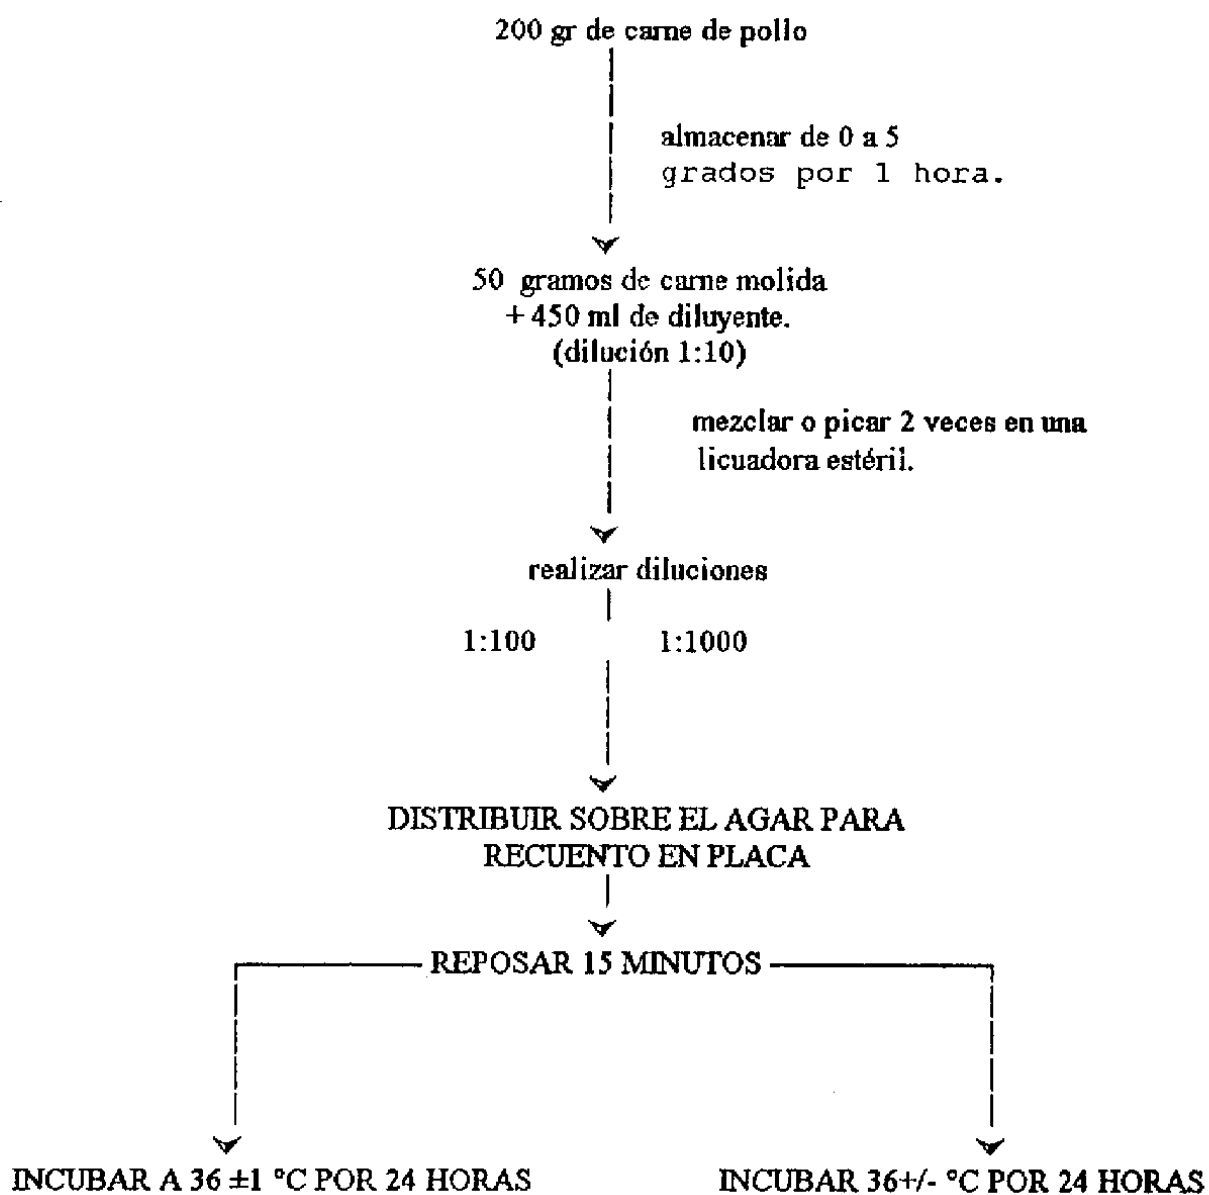 200 gr de carne de pollo
almacenar de 0 a 5
grados por 1 hora.
50 gramos de carne molida
+ 450 ml de diluyente.
(dilución 1:10)
mezclar o picar 2 veces en una
licuadora estéril.
realizar diluciones
1:100 1:1000
DISTRIBUIR SOBRE EL AGAR PARA
RECUENTO EN PLACA
REPOSAR 15 MINUTOS
INCUBAR A 36 ±1 °C POR 24 HORAS
INCUBAR 36+/- °C POR 24 HORAS